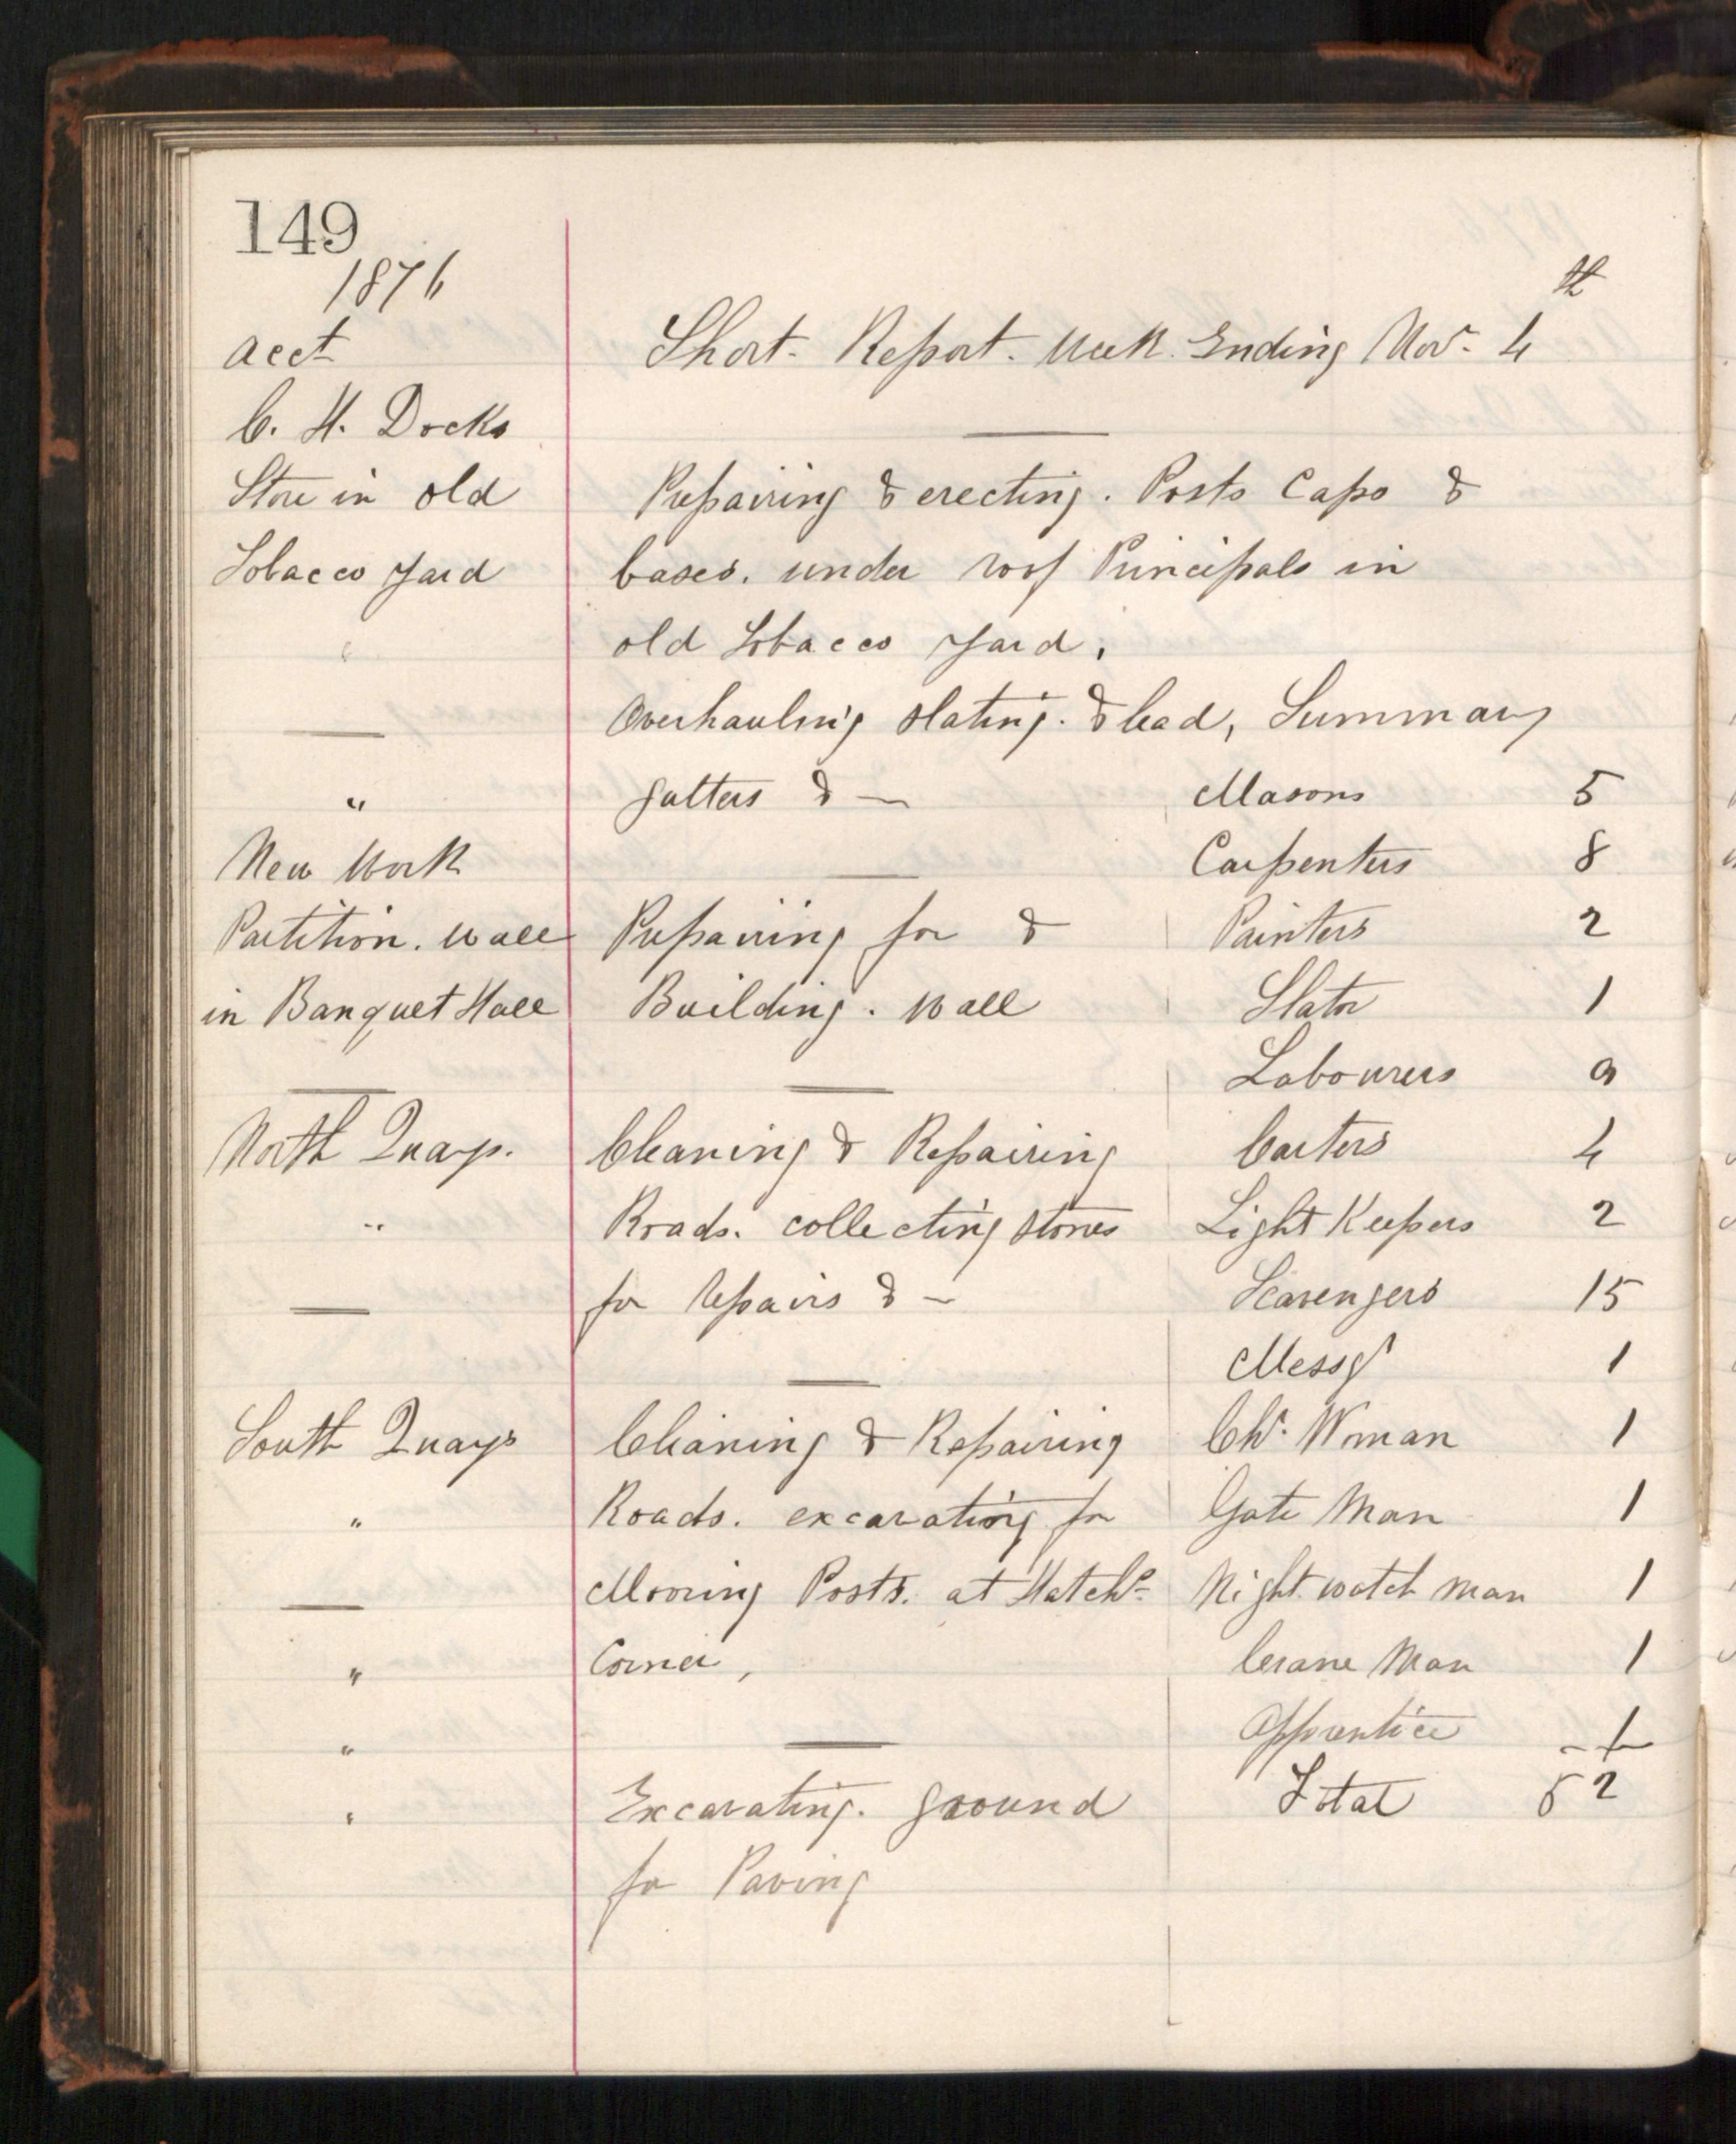 149
1876
acct
Short. Report. Week Ending Nov. 4th
C. H. Docks
Store in old
Preparing & erecting. Posts Caps &
Tobacco Yard
bases. under roof Principals in
old Tobacco Yard.
Overhauling slating. & lead, Summary
" gutters & — Masons 5
New Work Carpenters 8
Partition. wall Preparing for & Painters 2
in Banquet Hall Building. wall Slater 1
Labourers 9
North Quays. Cleaning & Repairing Carters 4
" Roads. collecting stones Light Keepers 2
for Repairs & — Scavengers 15
Messgr 1
South Quays Cleaning & Repairing Chr. Woman 1
" Roads. excavating for Gate Man 1
Mooring Posts. at Hatchs. Night watch man 1
" Corner, Crane Man 1
" Apprentice 1
" Excavating. ground Total 52
for Paving